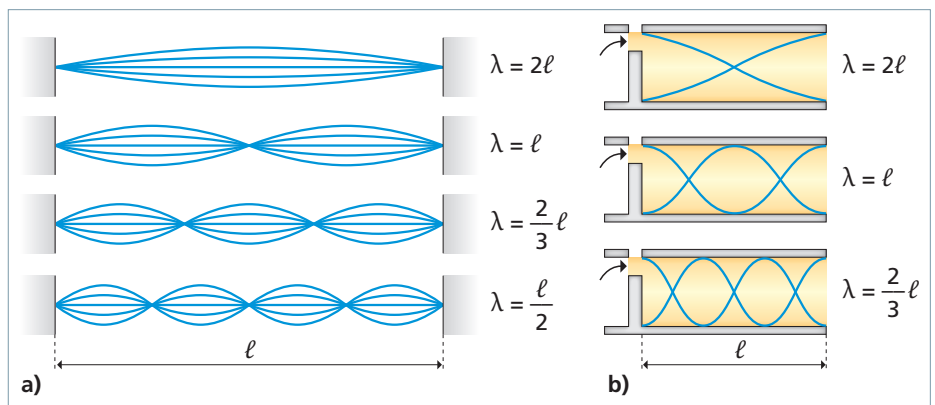 λ = 2ℓ
λ = ℓ
λ = 2/3 ℓ
λ = ℓ/2
ℓ
a)
λ = 2ℓ
λ = ℓ
λ = 2/3 ℓ
ℓ
b)